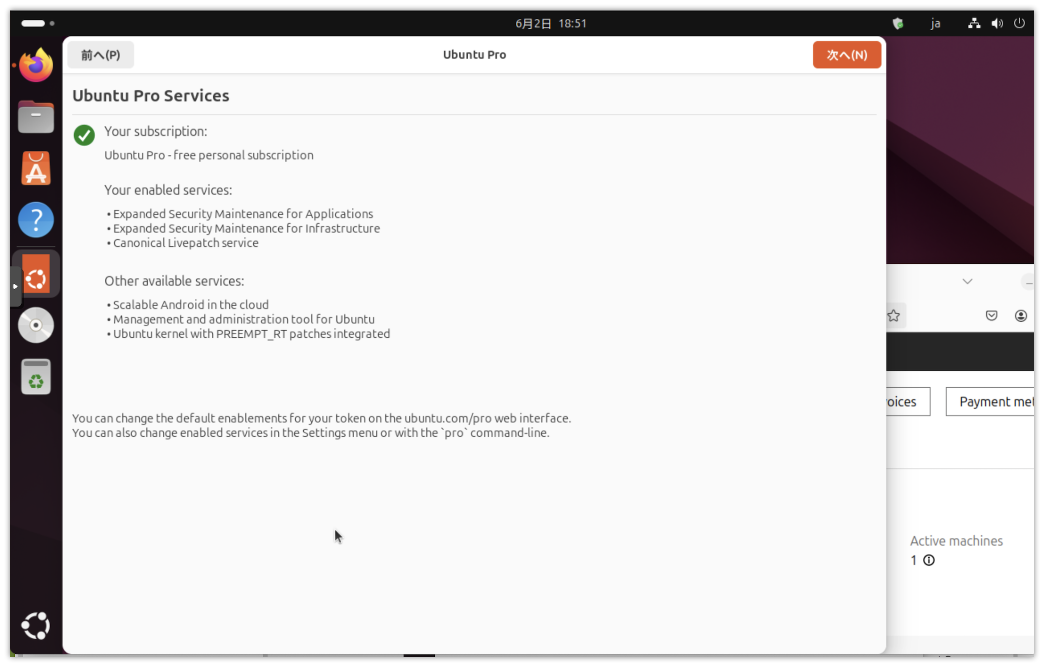 6月2日 18:51
ja
前へ(P)
Ubuntu Pro
次へ(N)
Ubuntu Pro Services
Your subscription:
Ubuntu Pro - free personal subscription
Your enabled services:
• Expanded Security Maintenance for Applications
• Expanded Security Maintenance for Infrastructure
• Canonical Livepatch service
Other available services:
• Scalable Android in the cloud
• Management and administration tool for Ubuntu
• Ubuntu kernel with PREEMPT_RT patches integrated
You can change the default enablements for your token on the ubuntu.com/pro web interface.
You can also change enabled services in the Settings menu or with the `pro` command-line.
oices
Payment met
Active machines
1